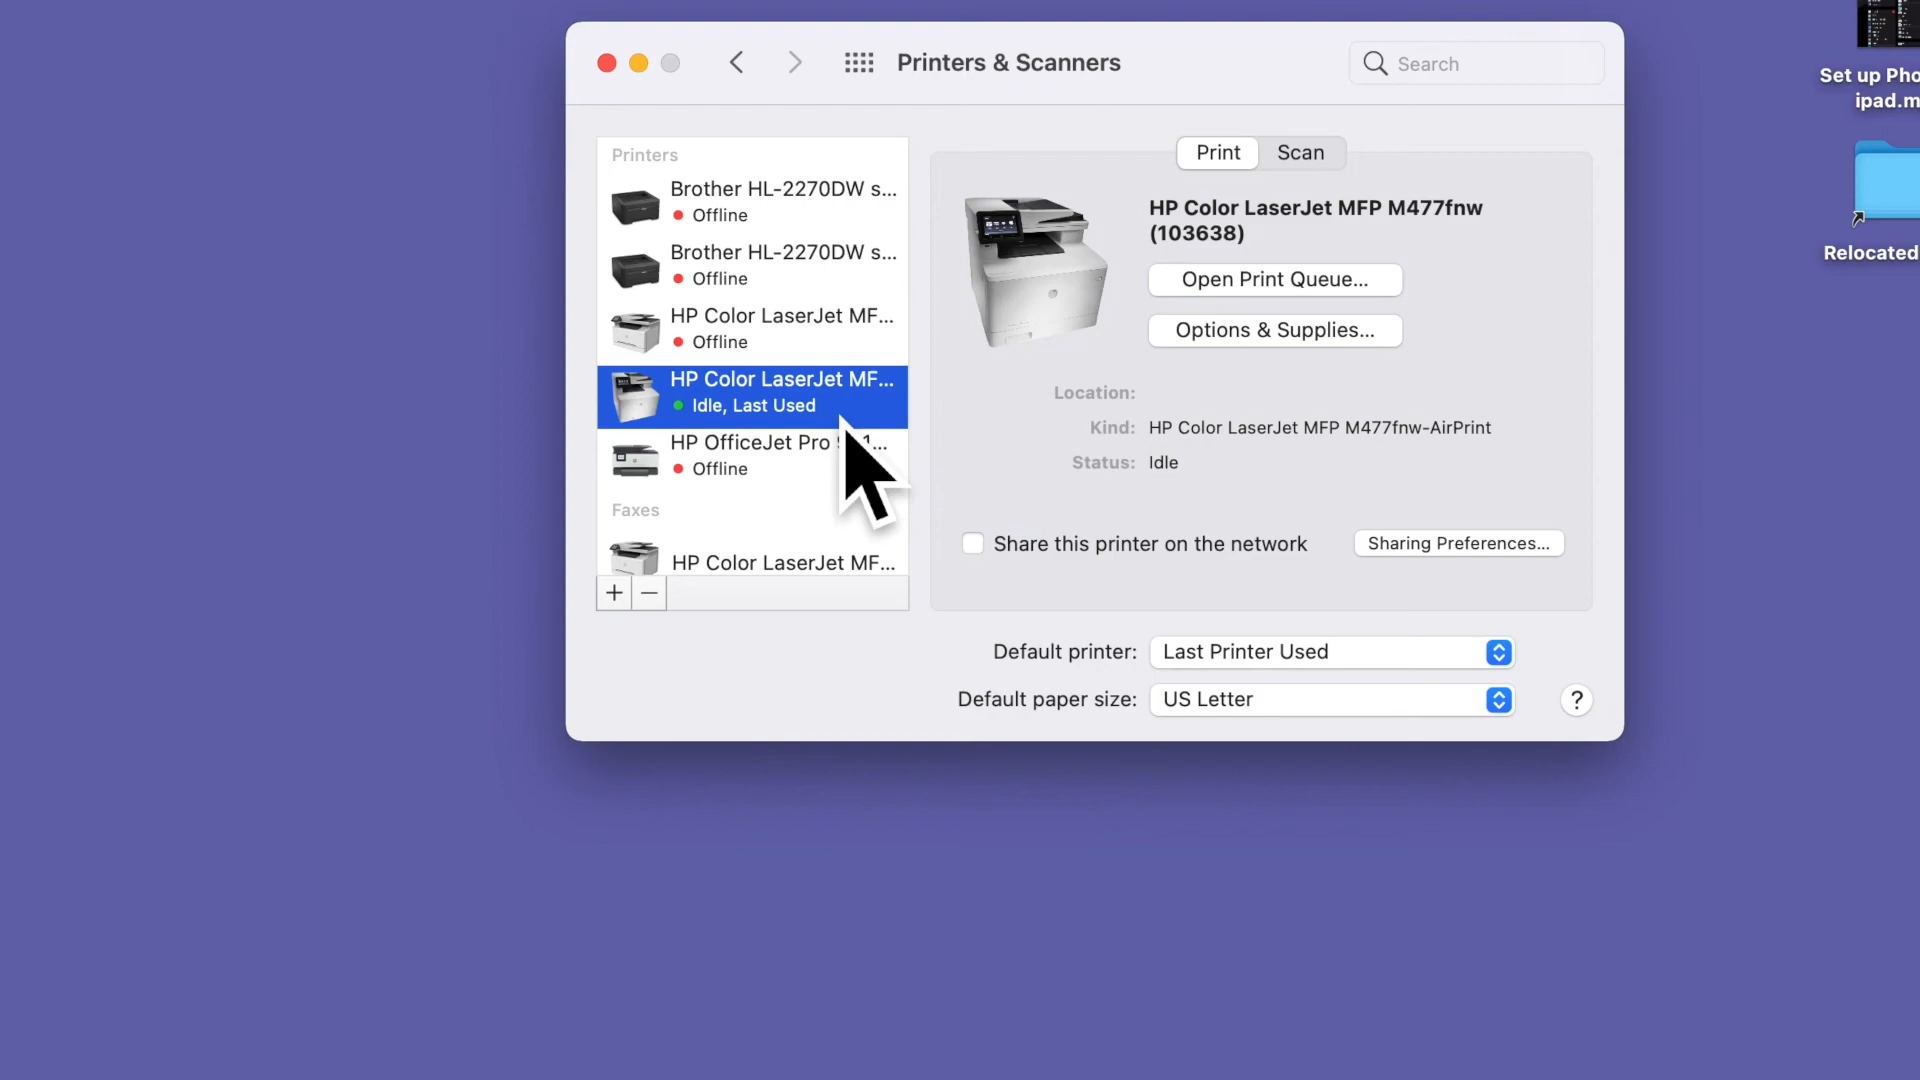 Printers & Scanners
Search
Printers
Brother HL-2270DW s...
Offline
Brother HL-2270DW s...
Offline
HP Color LaserJet MF...
Offline
HP Color LaserJet MF...
Idle, Last Used
HP OfficeJet Pro
Offline
Faxes
HP Color LaserJet MF...
+
−
Print
Scan
HP Color LaserJet MFP M477fnw
(103638)
Open Print Queue...
Options & Supplies...
Location:
Kind: HP Color LaserJet MFP M477fnw-AirPrint
Status: Idle
Share this printer on the network
Sharing Preferences...
Default printer: Last Printer Used
Default paper size: US Letter
?
Set up Pho
ipad.m
Relocated